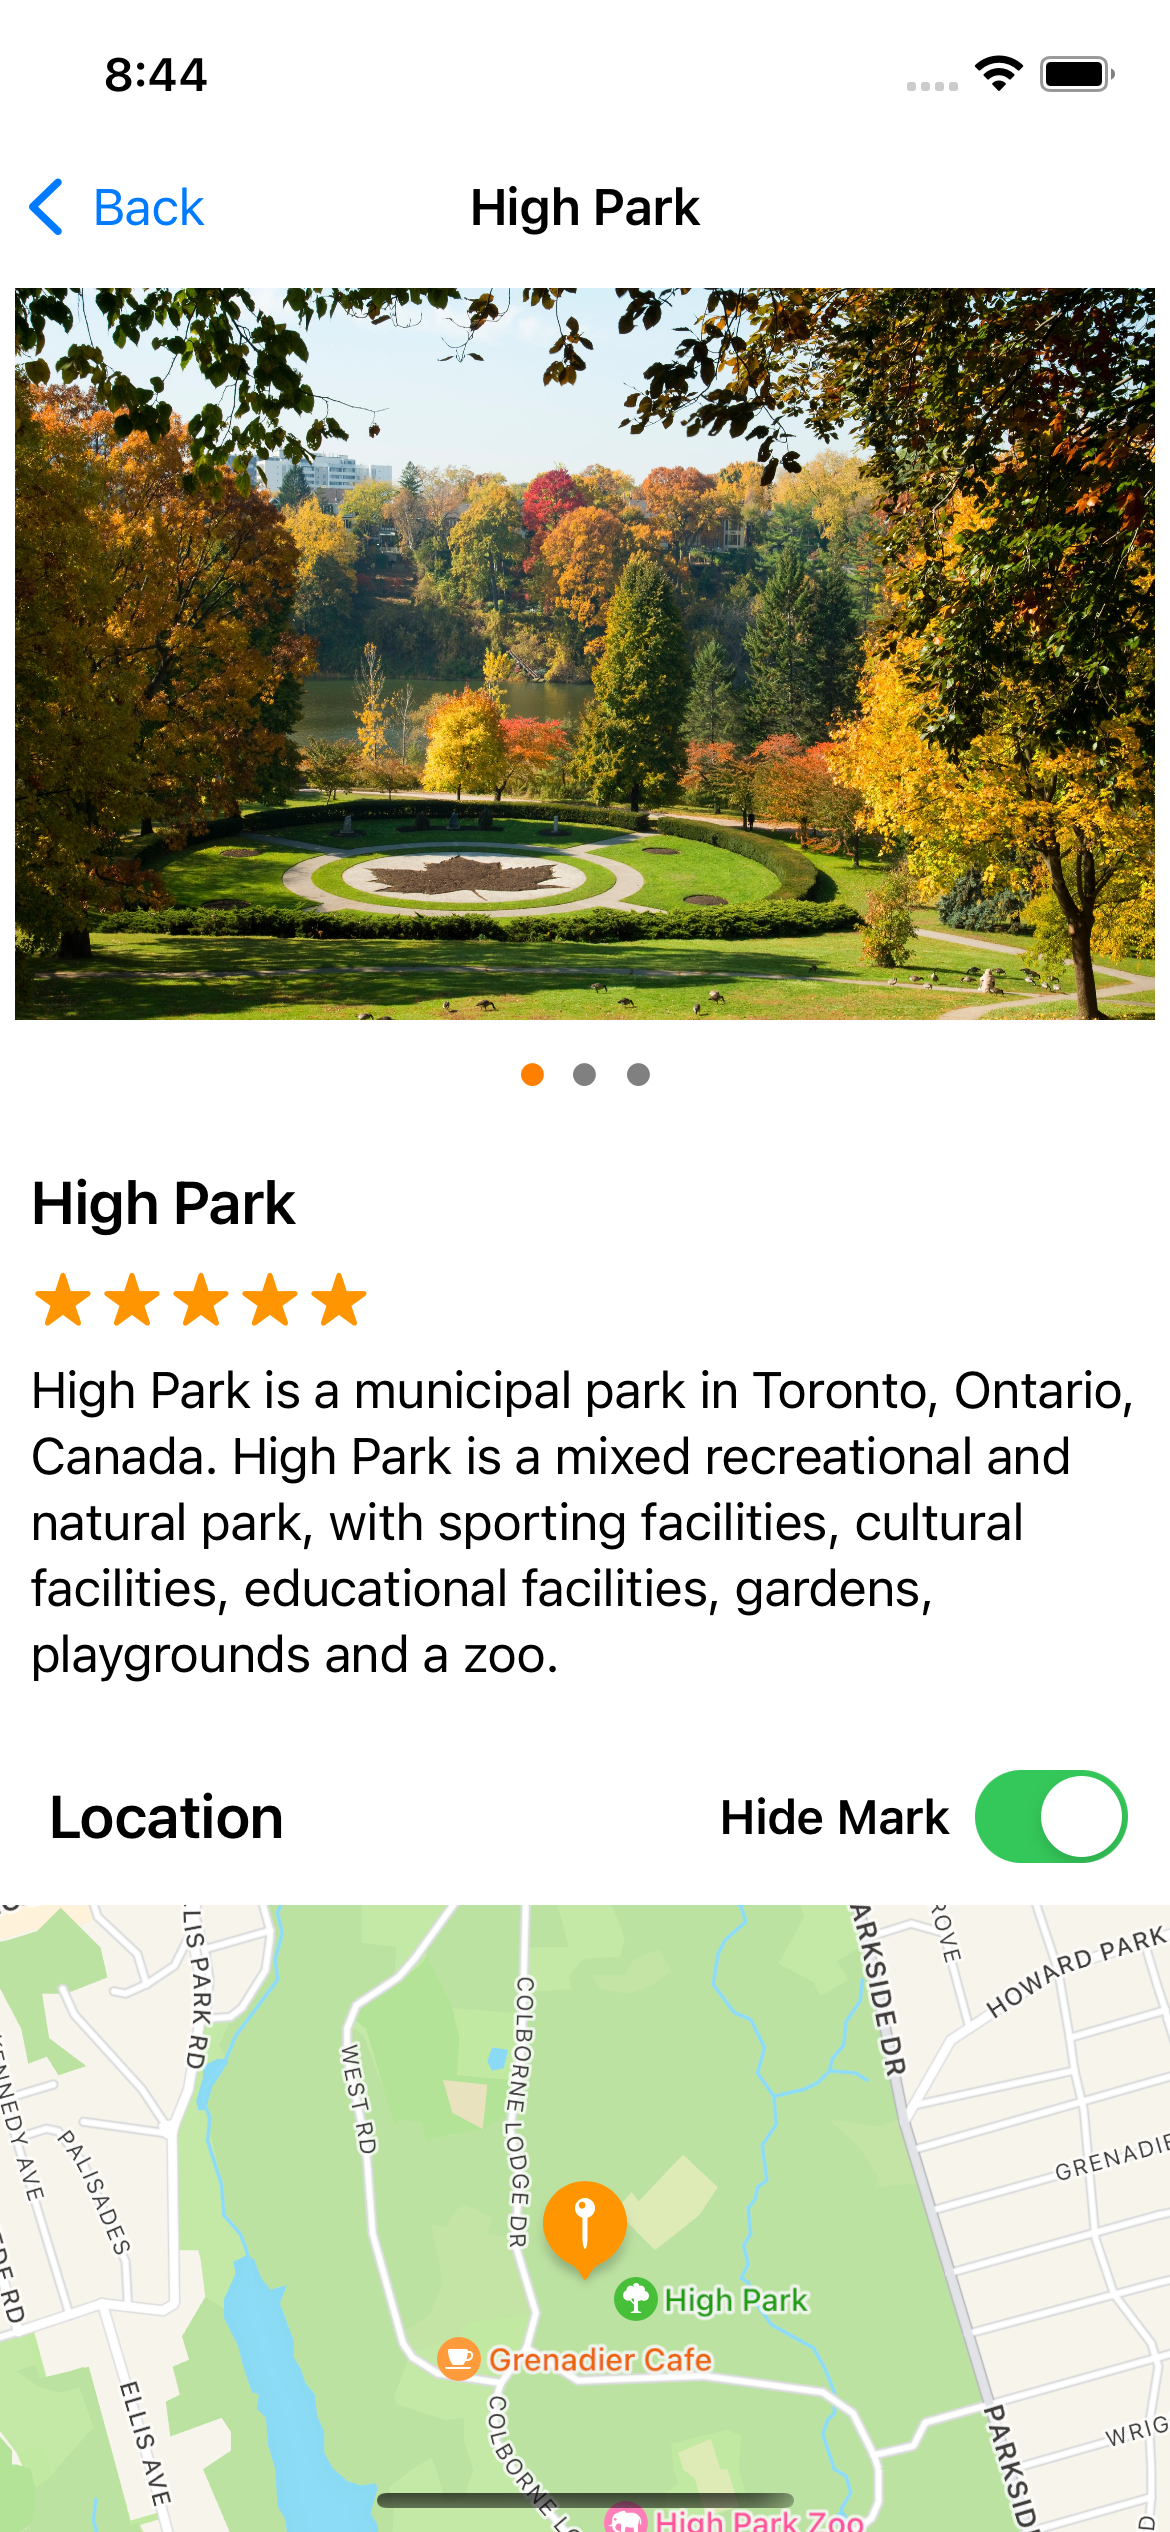 8:44
Back
High Park
High Park
High Park is a municipal park in Toronto, Ontario,
Canada. High Park is a mixed recreational and
natural park, with sporting facilities, cultural
facilities, educational facilities, gardens,
playgrounds and a zoo.
Location
Hide Mark
LIS PARK RD
COLBORNE LODGE DR
ARKSIDE DR
ROVE
HOWARD PARK
WEST RD
KENNEDY AVE
PALISADES
GRENADIE
RD
High Park
Grenadier Cafe
ELLIS AVE
COLBORNE LO
PARKSID
WRIG
High Park Zoo